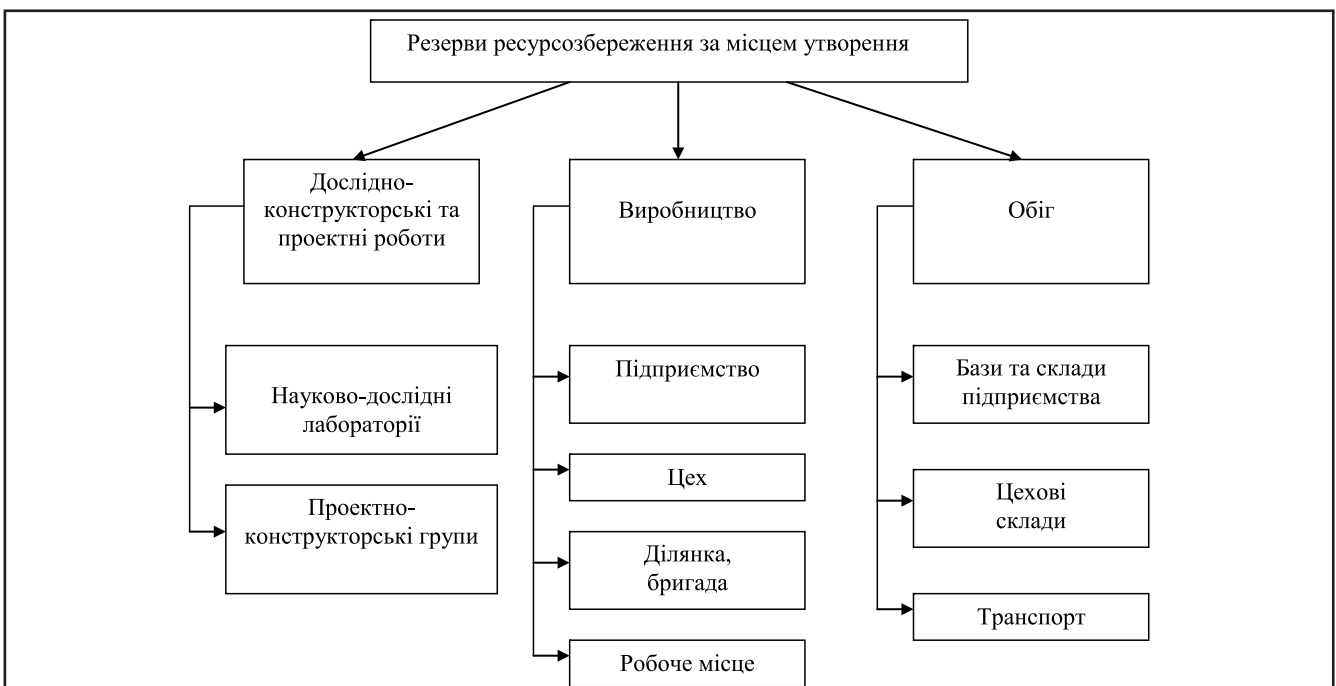 Резерви ресурсозбереження за місцем утворення
Дослідно-
конструкторські та
проектні роботи
Виробництво
Обіг
Науково-дослідні
лабораторії
Проектно-
конструкторські групи
Підприємство
Цех
Ділянка,
бригада
Робоче місце
Бази та склади
підприємства
Цехові
склади
Транспорт